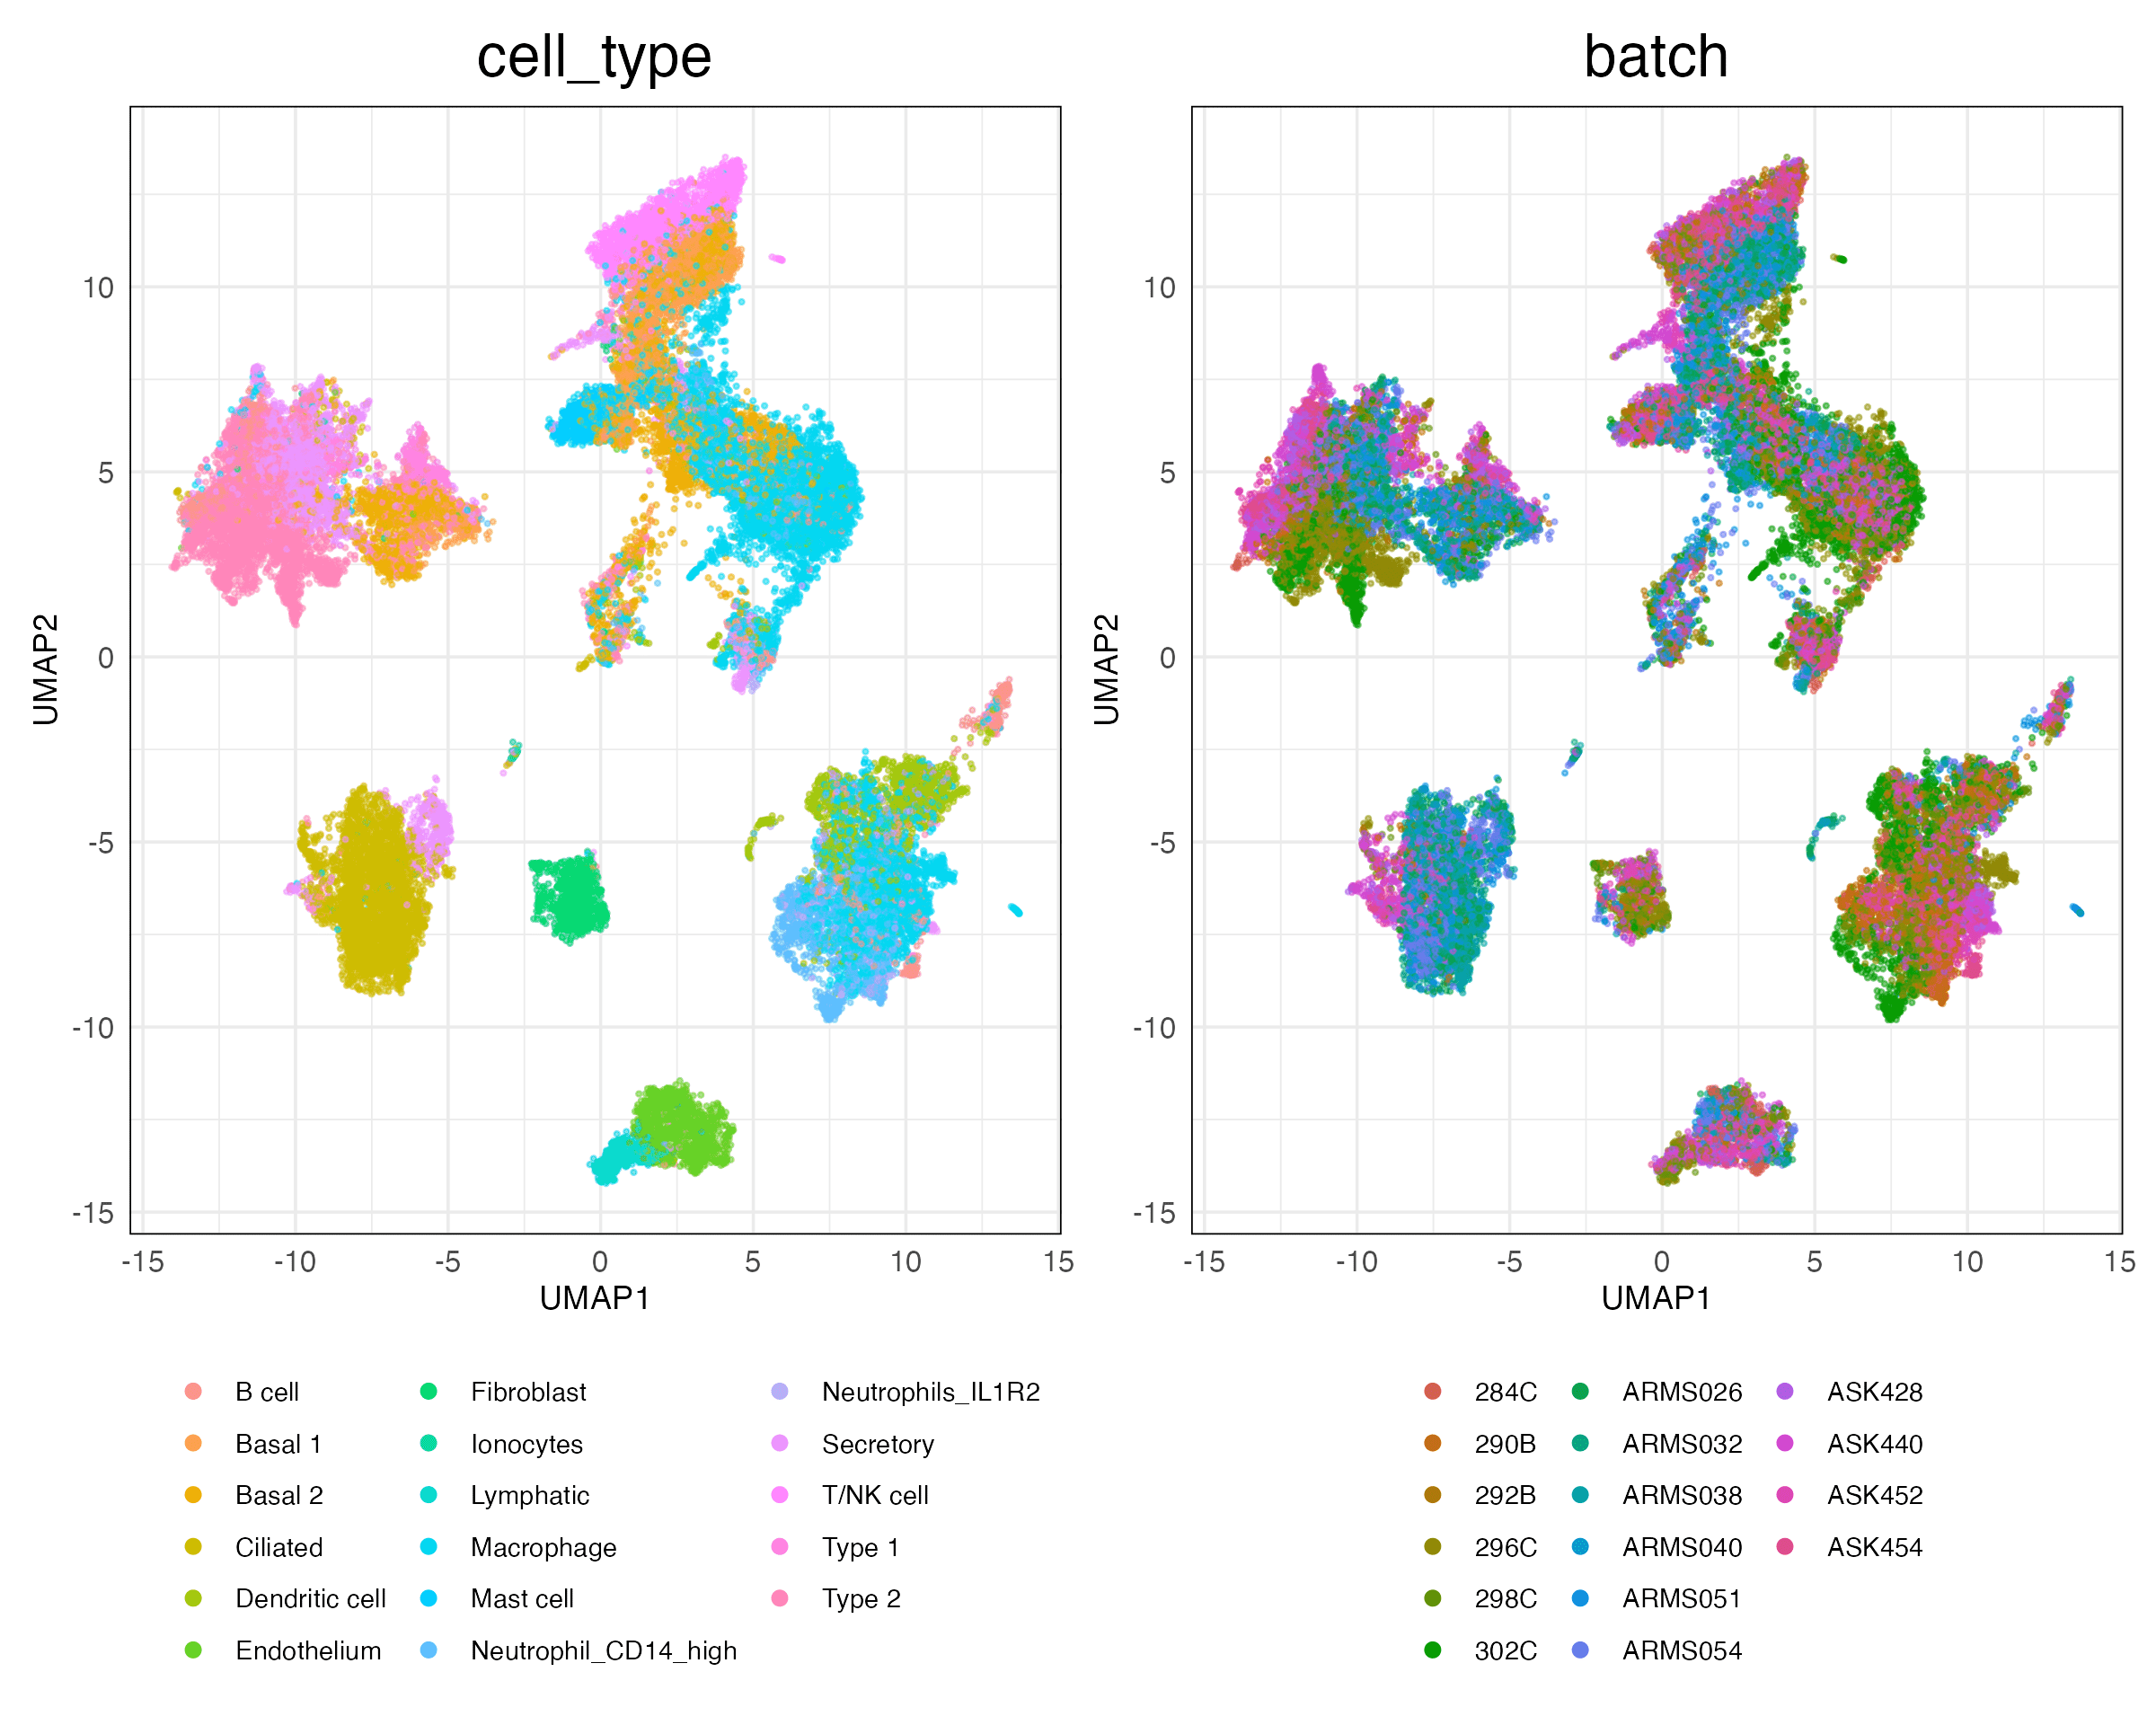 cell_type
batch
10
5
0
-5
-10
-15
UMAP2
-15 -10 -5 0 5 10 15
UMAP1
10
5
0
-5
-10
-15
UMAP2
-15 -10 -5 0 5 10 15
UMAP1
B cell Fibroblast Neutrophils_IL1R2
Basal 1 Ionocytes Secretory
Basal 2 Lymphatic T/NK cell
Ciliated Macrophage Type 1
Dendritic cell Mast cell Type 2
Endothelium Neutrophil_CD14_high
284C ARMS026 ASK428
290B ARMS032 ASK440
292B ARMS038 ASK452
296C ARMS040 ASK454
298C ARMS051
302C ARMS054